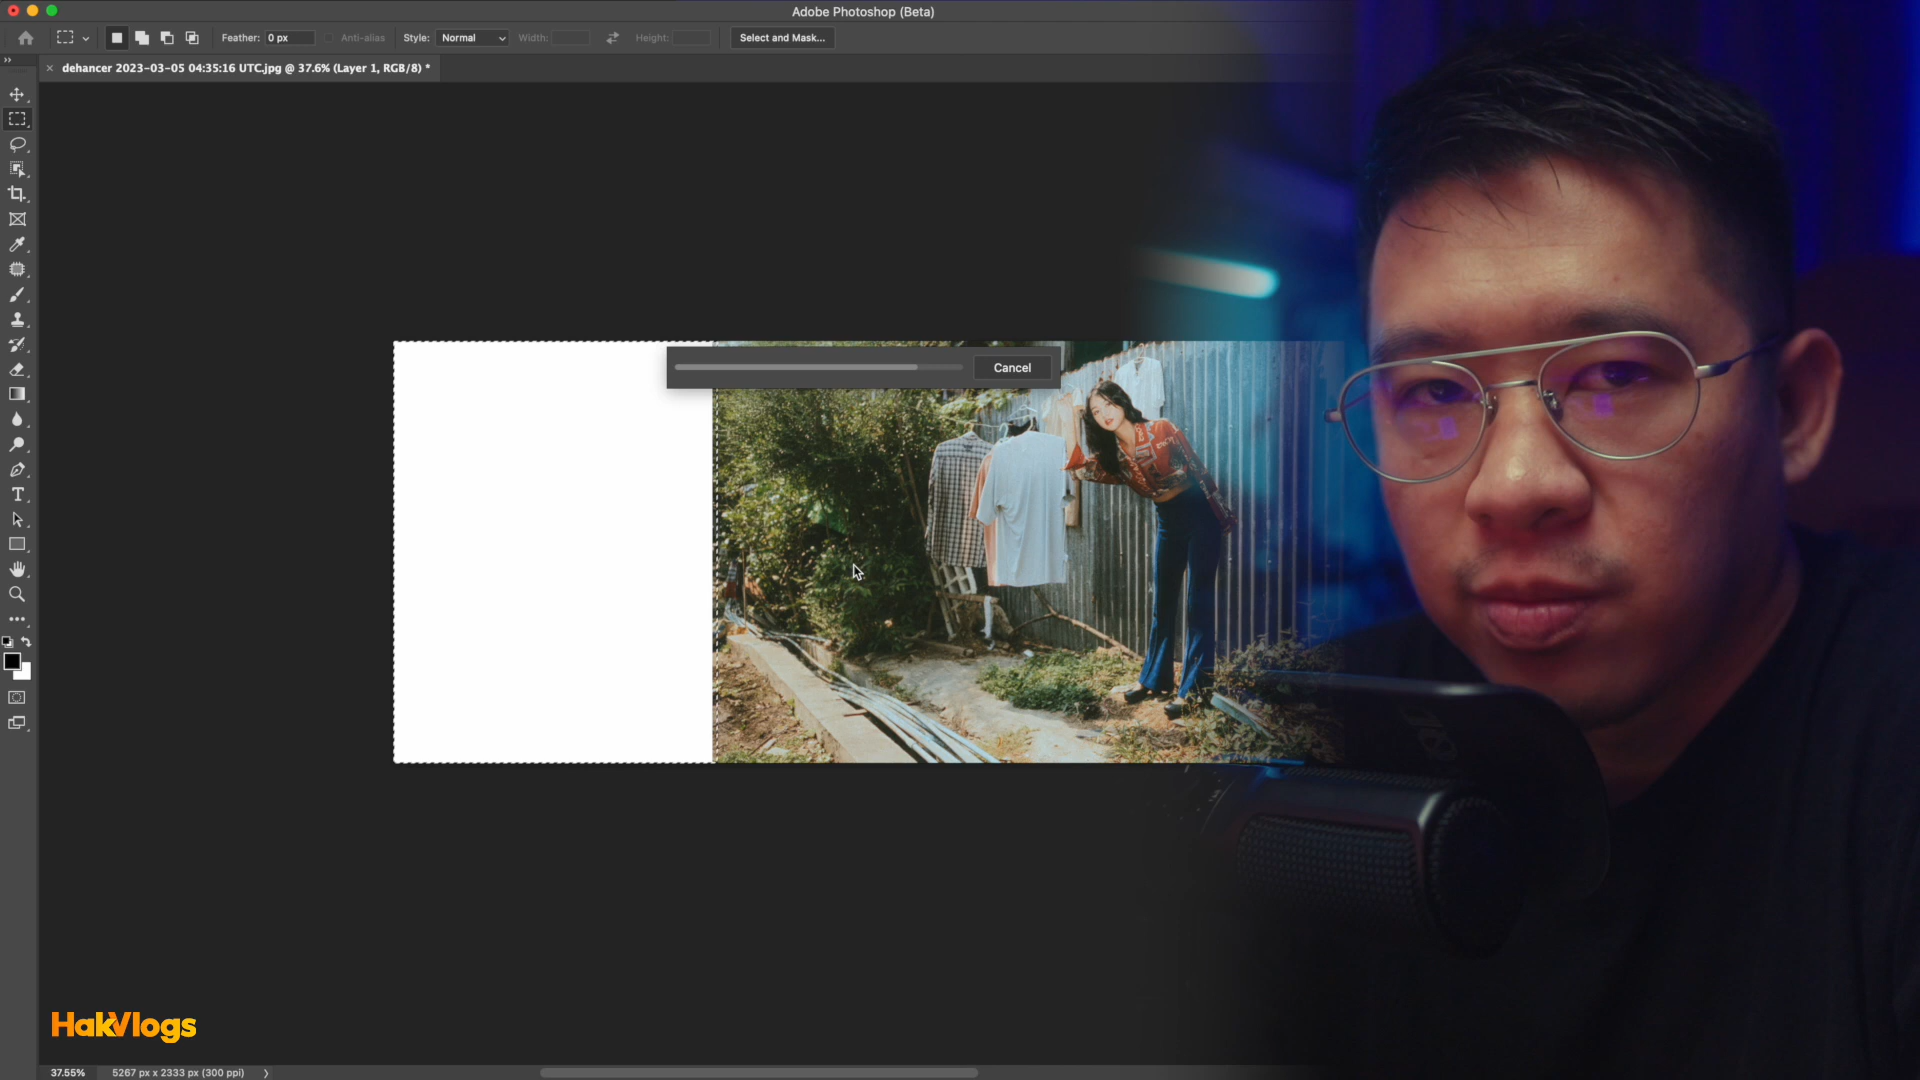 Adobe Photoshop (Beta)
Feather: 0 px Anti-alias Style: Normal Width: Height: Select and Mask...
× dehancer 2023-03-05 04:35:16 UTC.jpg @ 37.6% (Layer 1, RGB/8) *
Cancel
HakVlogs
37.55% 5267 px x 2333 px (300 ppi)